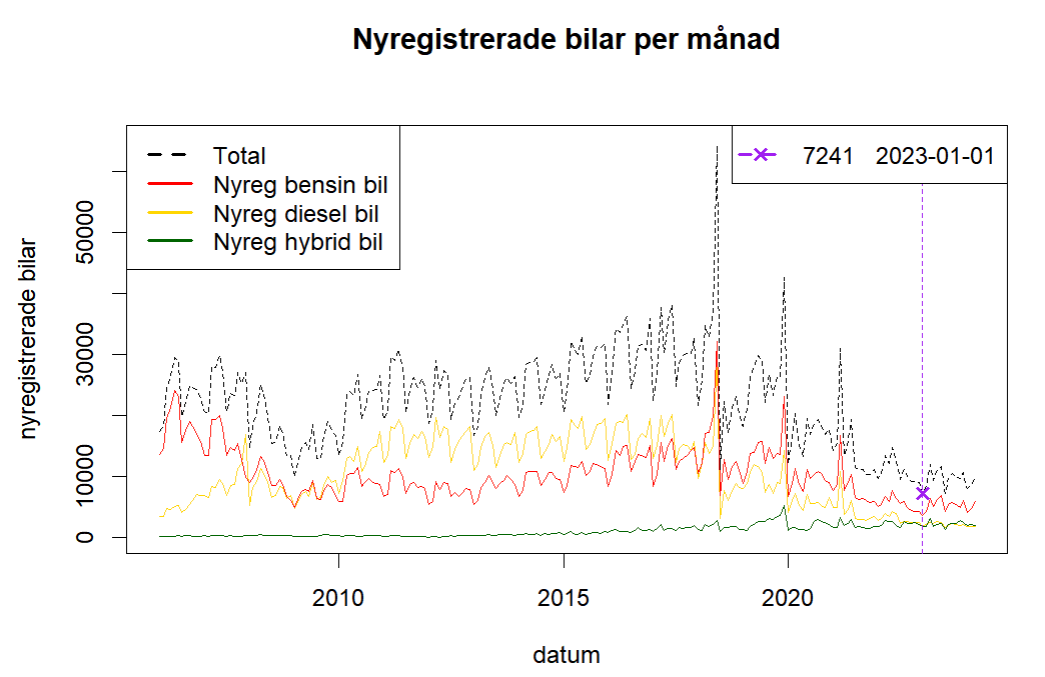 Nyregistrerade bilar per månad
Total
Nyreg bensin bil
Nyreg diesel bil
Nyreg hybrid bil
7241 2023-01-01
nyregistrerade bilar
50000
30000
10000
0
2010 2015 2020
datum